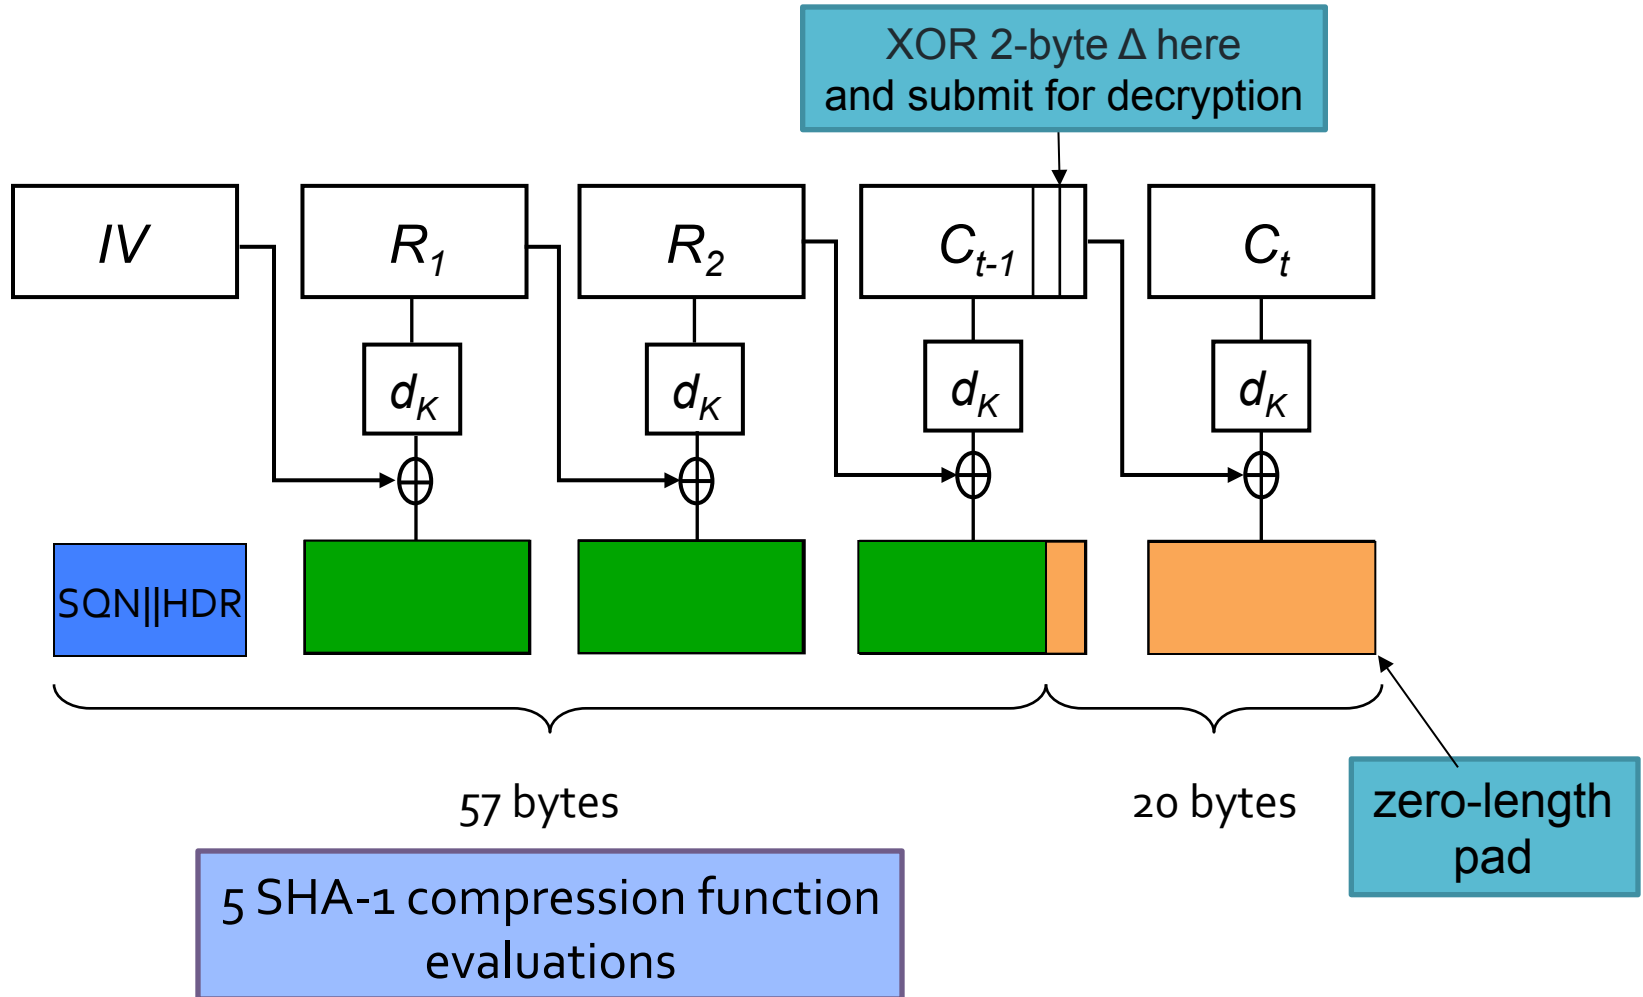 XOR 2-byte Δ here
and submit for decryption
IV
R1
R2
Ct-1
Ct
dK
dK
dK
dK
SQN||HDR
57 bytes
20 bytes
zero-length
pad
5 SHA-1 compression function
evaluations